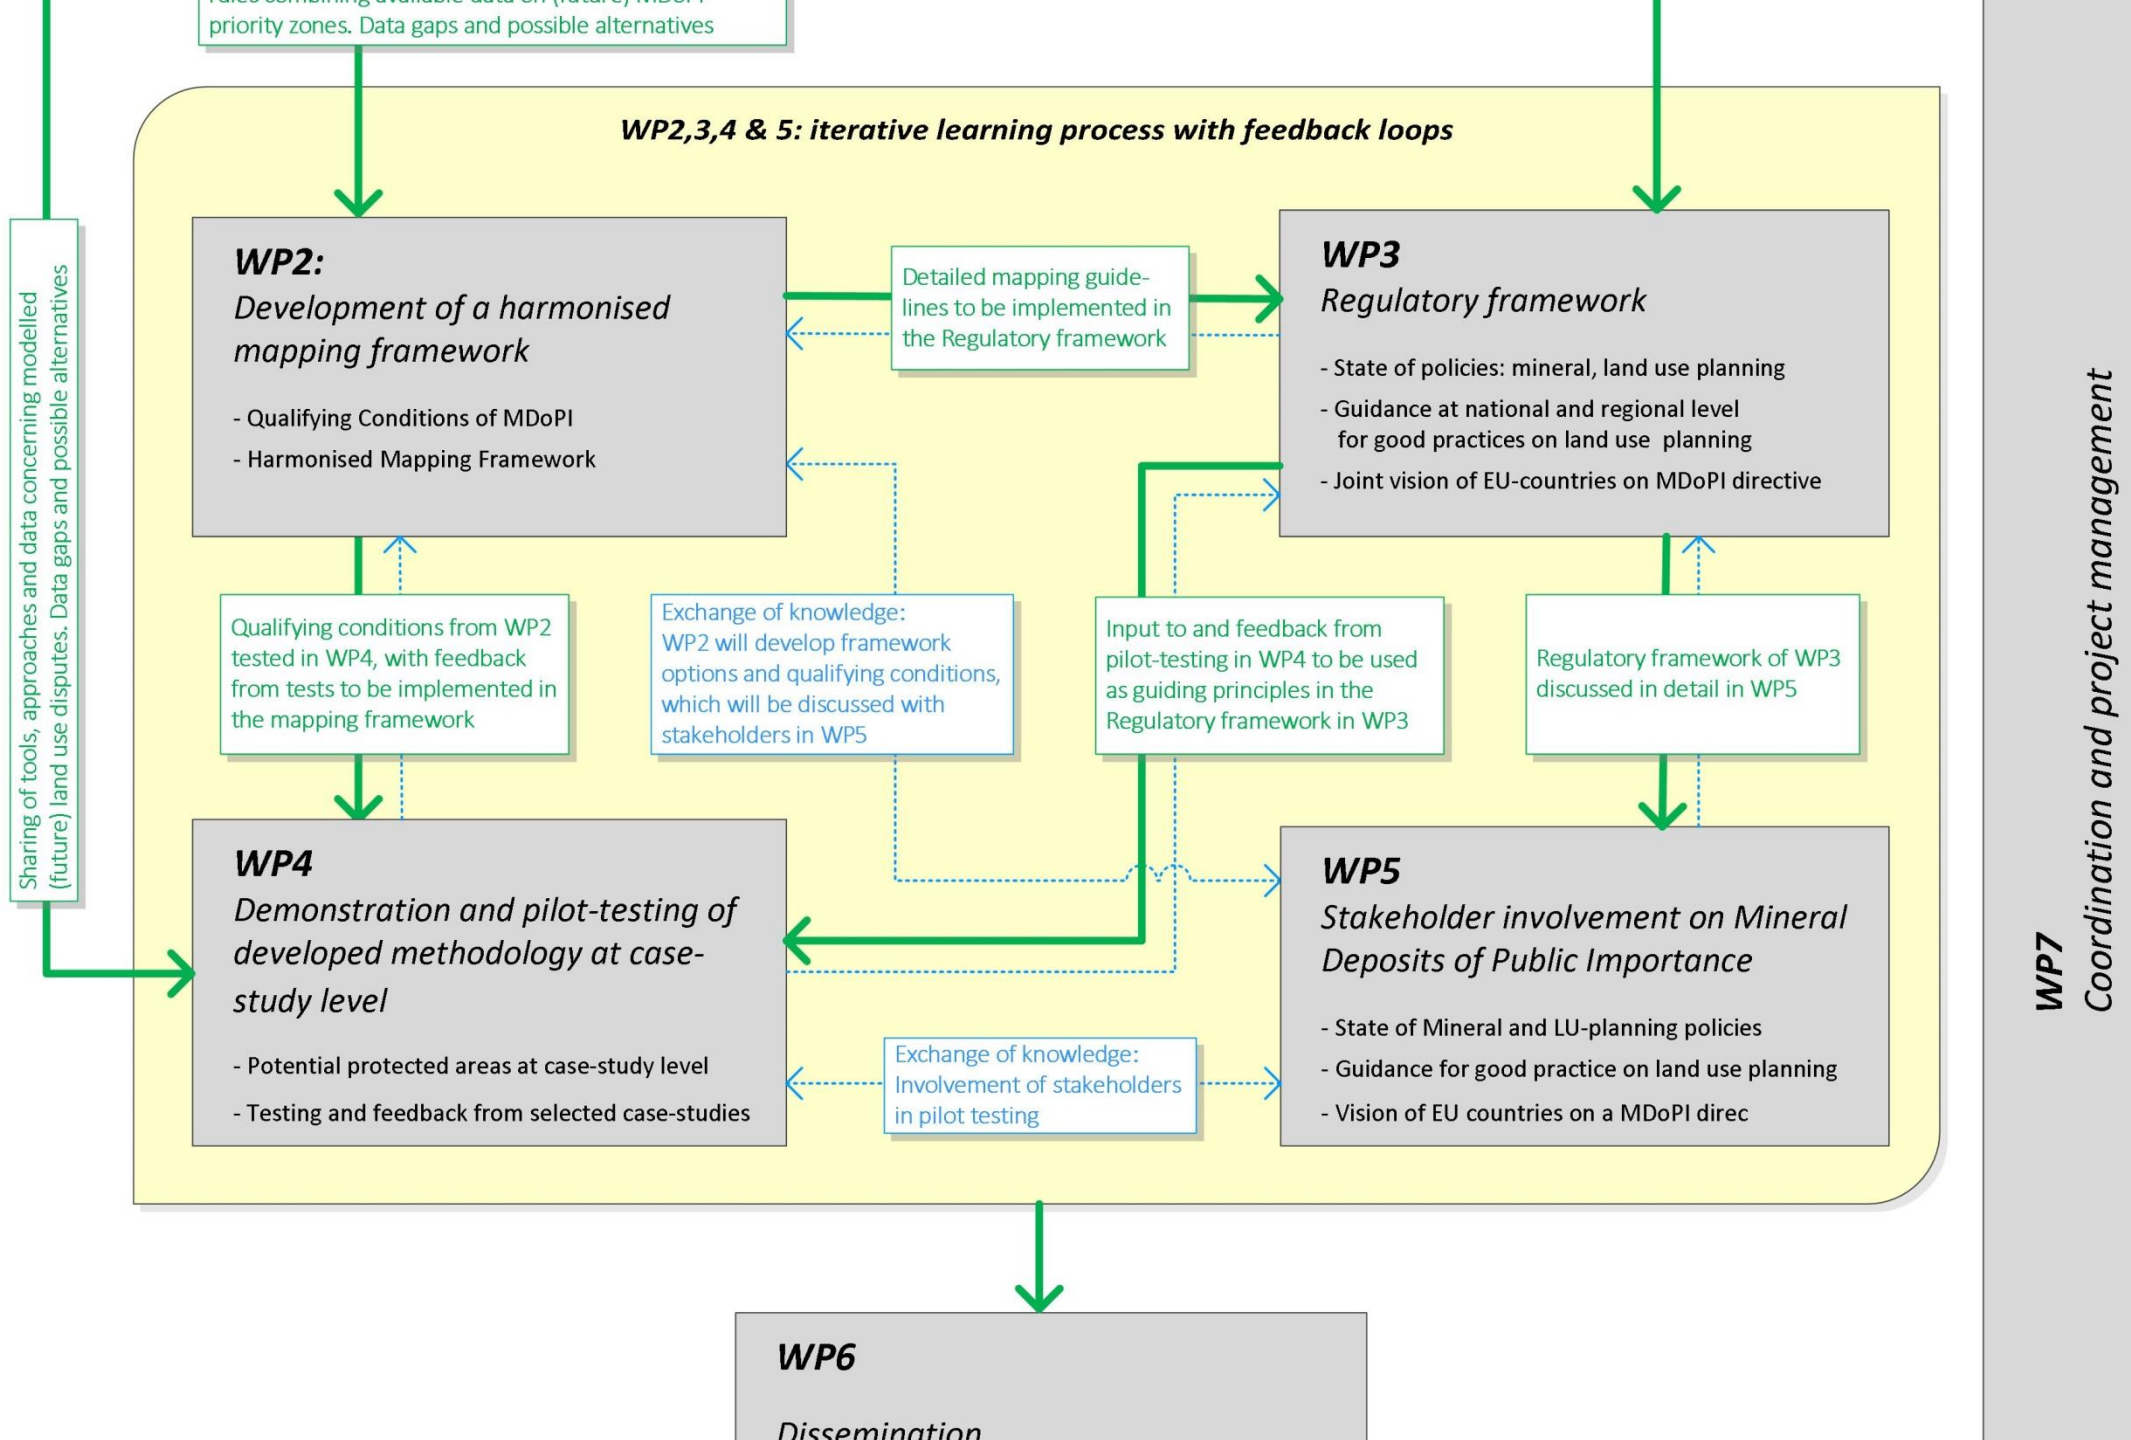 rules combining available data on (future) MDoPI
priority zones. Data gaps and possible alternatives
WP2,3,4 & 5: iterative learning process with feedback loops
Sharing of tools, approaches and data concerning modelled
(future) land use disputes. Data gaps and possible alternatives
WP2:
Development of a harmonised
mapping framework
- Qualifying Conditions of MDoPI
- Harmonised Mapping Framework
Detailed mapping guide-
lines to be implemented in
the Regulatory framework
WP3
Regulatory framework
- State of policies: mineral, land use planning
- Guidance at national and regional level
for good practices on land use planning
- Joint vision of EU-countries on MDoPI directive
Qualifying conditions from WP2
tested in WP4, with feedback
from tests to be implemented in
the mapping framework
Exchange of knowledge:
WP2 will develop framework
options and qualifying conditions,
which will be discussed with
stakeholders in WP5
Input to and feedback from
pilot-testing in WP4 to be used
as guiding principles in the
Regulatory framework in WP3
Regulatory framework of WP3
discussed in detail in WP5
WP4
Demonstration and pilot-testing of
developed methodology at case-
study level
- Potential protected areas at case-study level
- Testing and feedback from selected case-studies
Exchange of knowledge:
Involvement of stakeholders
in pilot testing
WP5
Stakeholder involvement on Mineral
Deposits of Public Importance
- State of Mineral and LU-planning policies
- Guidance for good practice on land use planning
- Vision of EU countries on a MDoPI direc
WP7
Coordination and project management
WP6
Dissemination